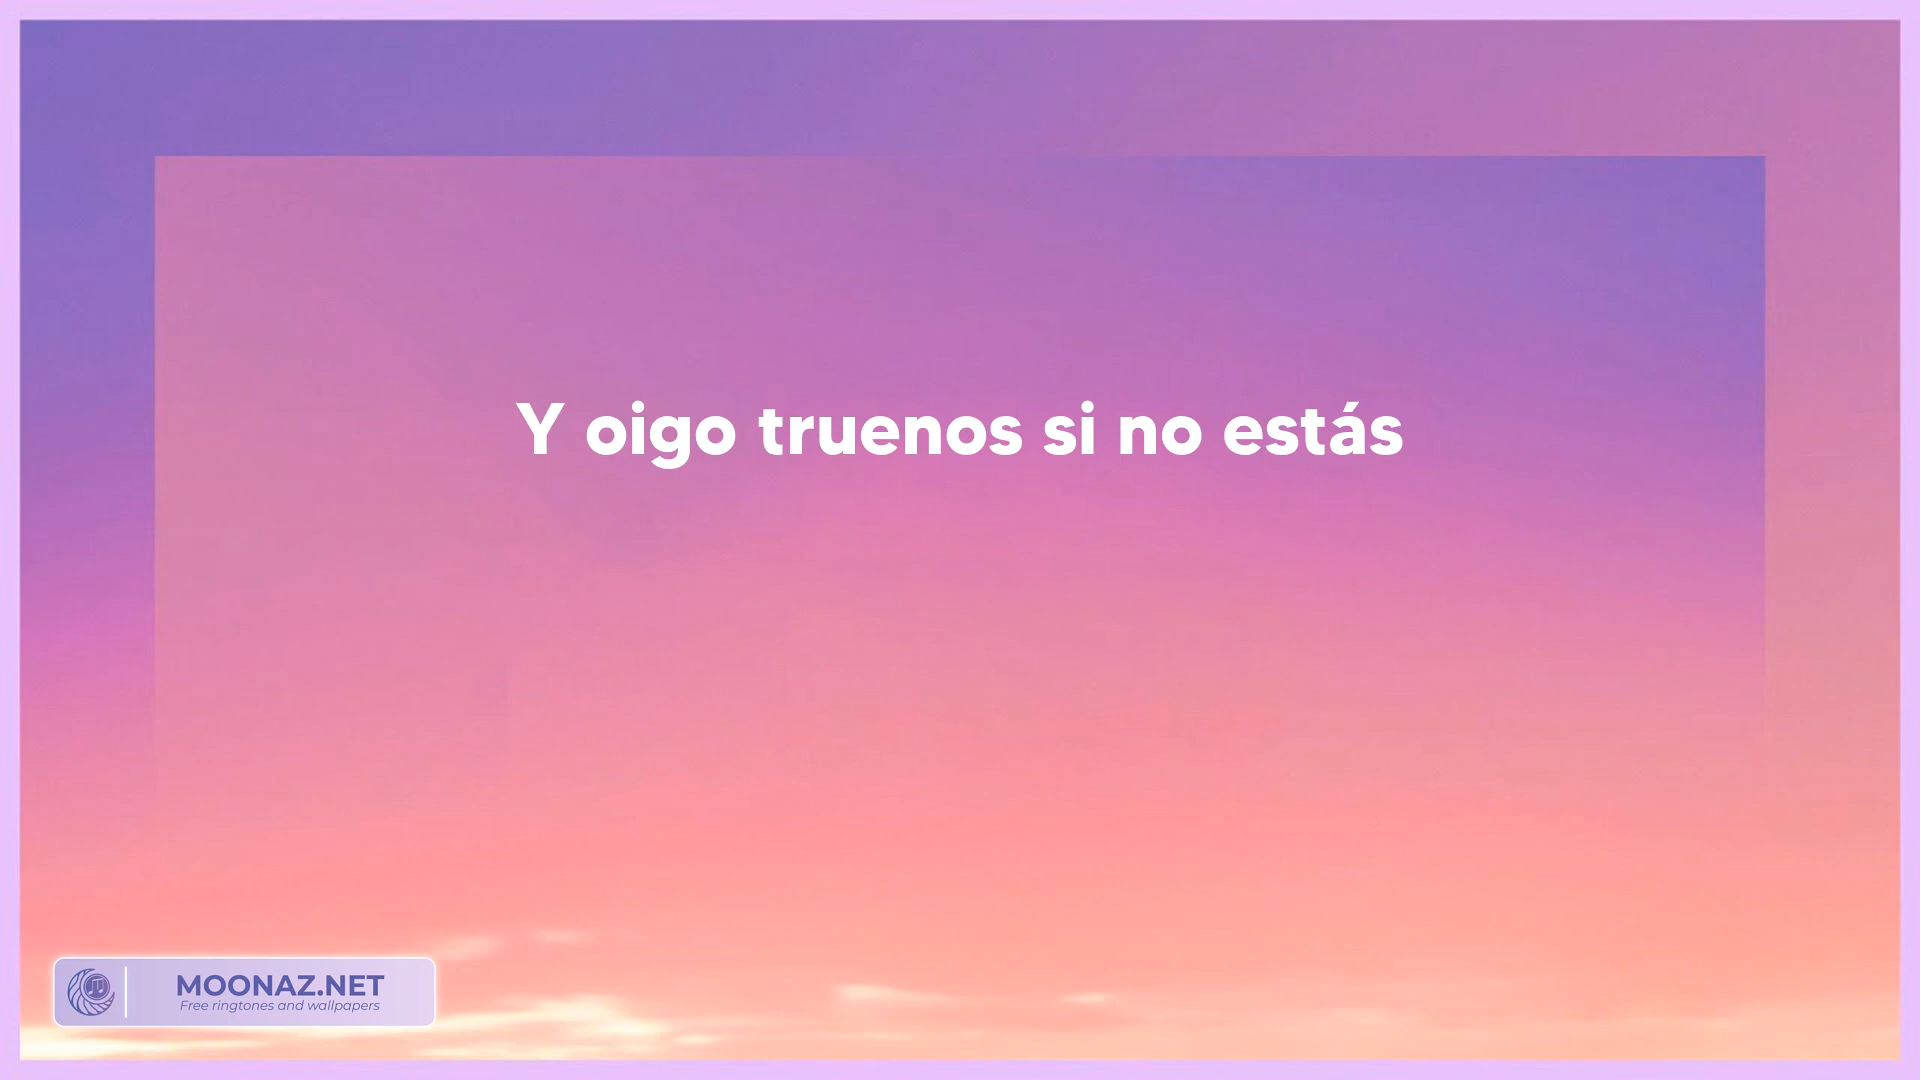 Y oigo truenos si no estás
MOONAZ.NET
Free ringtones and wallpapers